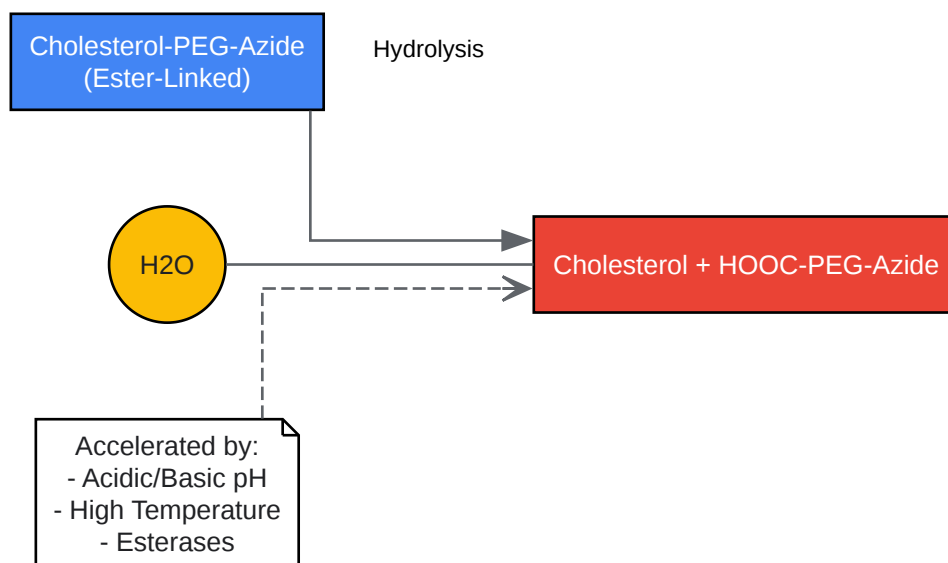 Cholesterol-PEG-Azide
(Ester-Linked)
Hydrolysis
H2O
Cholesterol + HOOC-PEG-Azide
Accelerated by:
- Acidic/Basic pH
- High Temperature
- Esterases